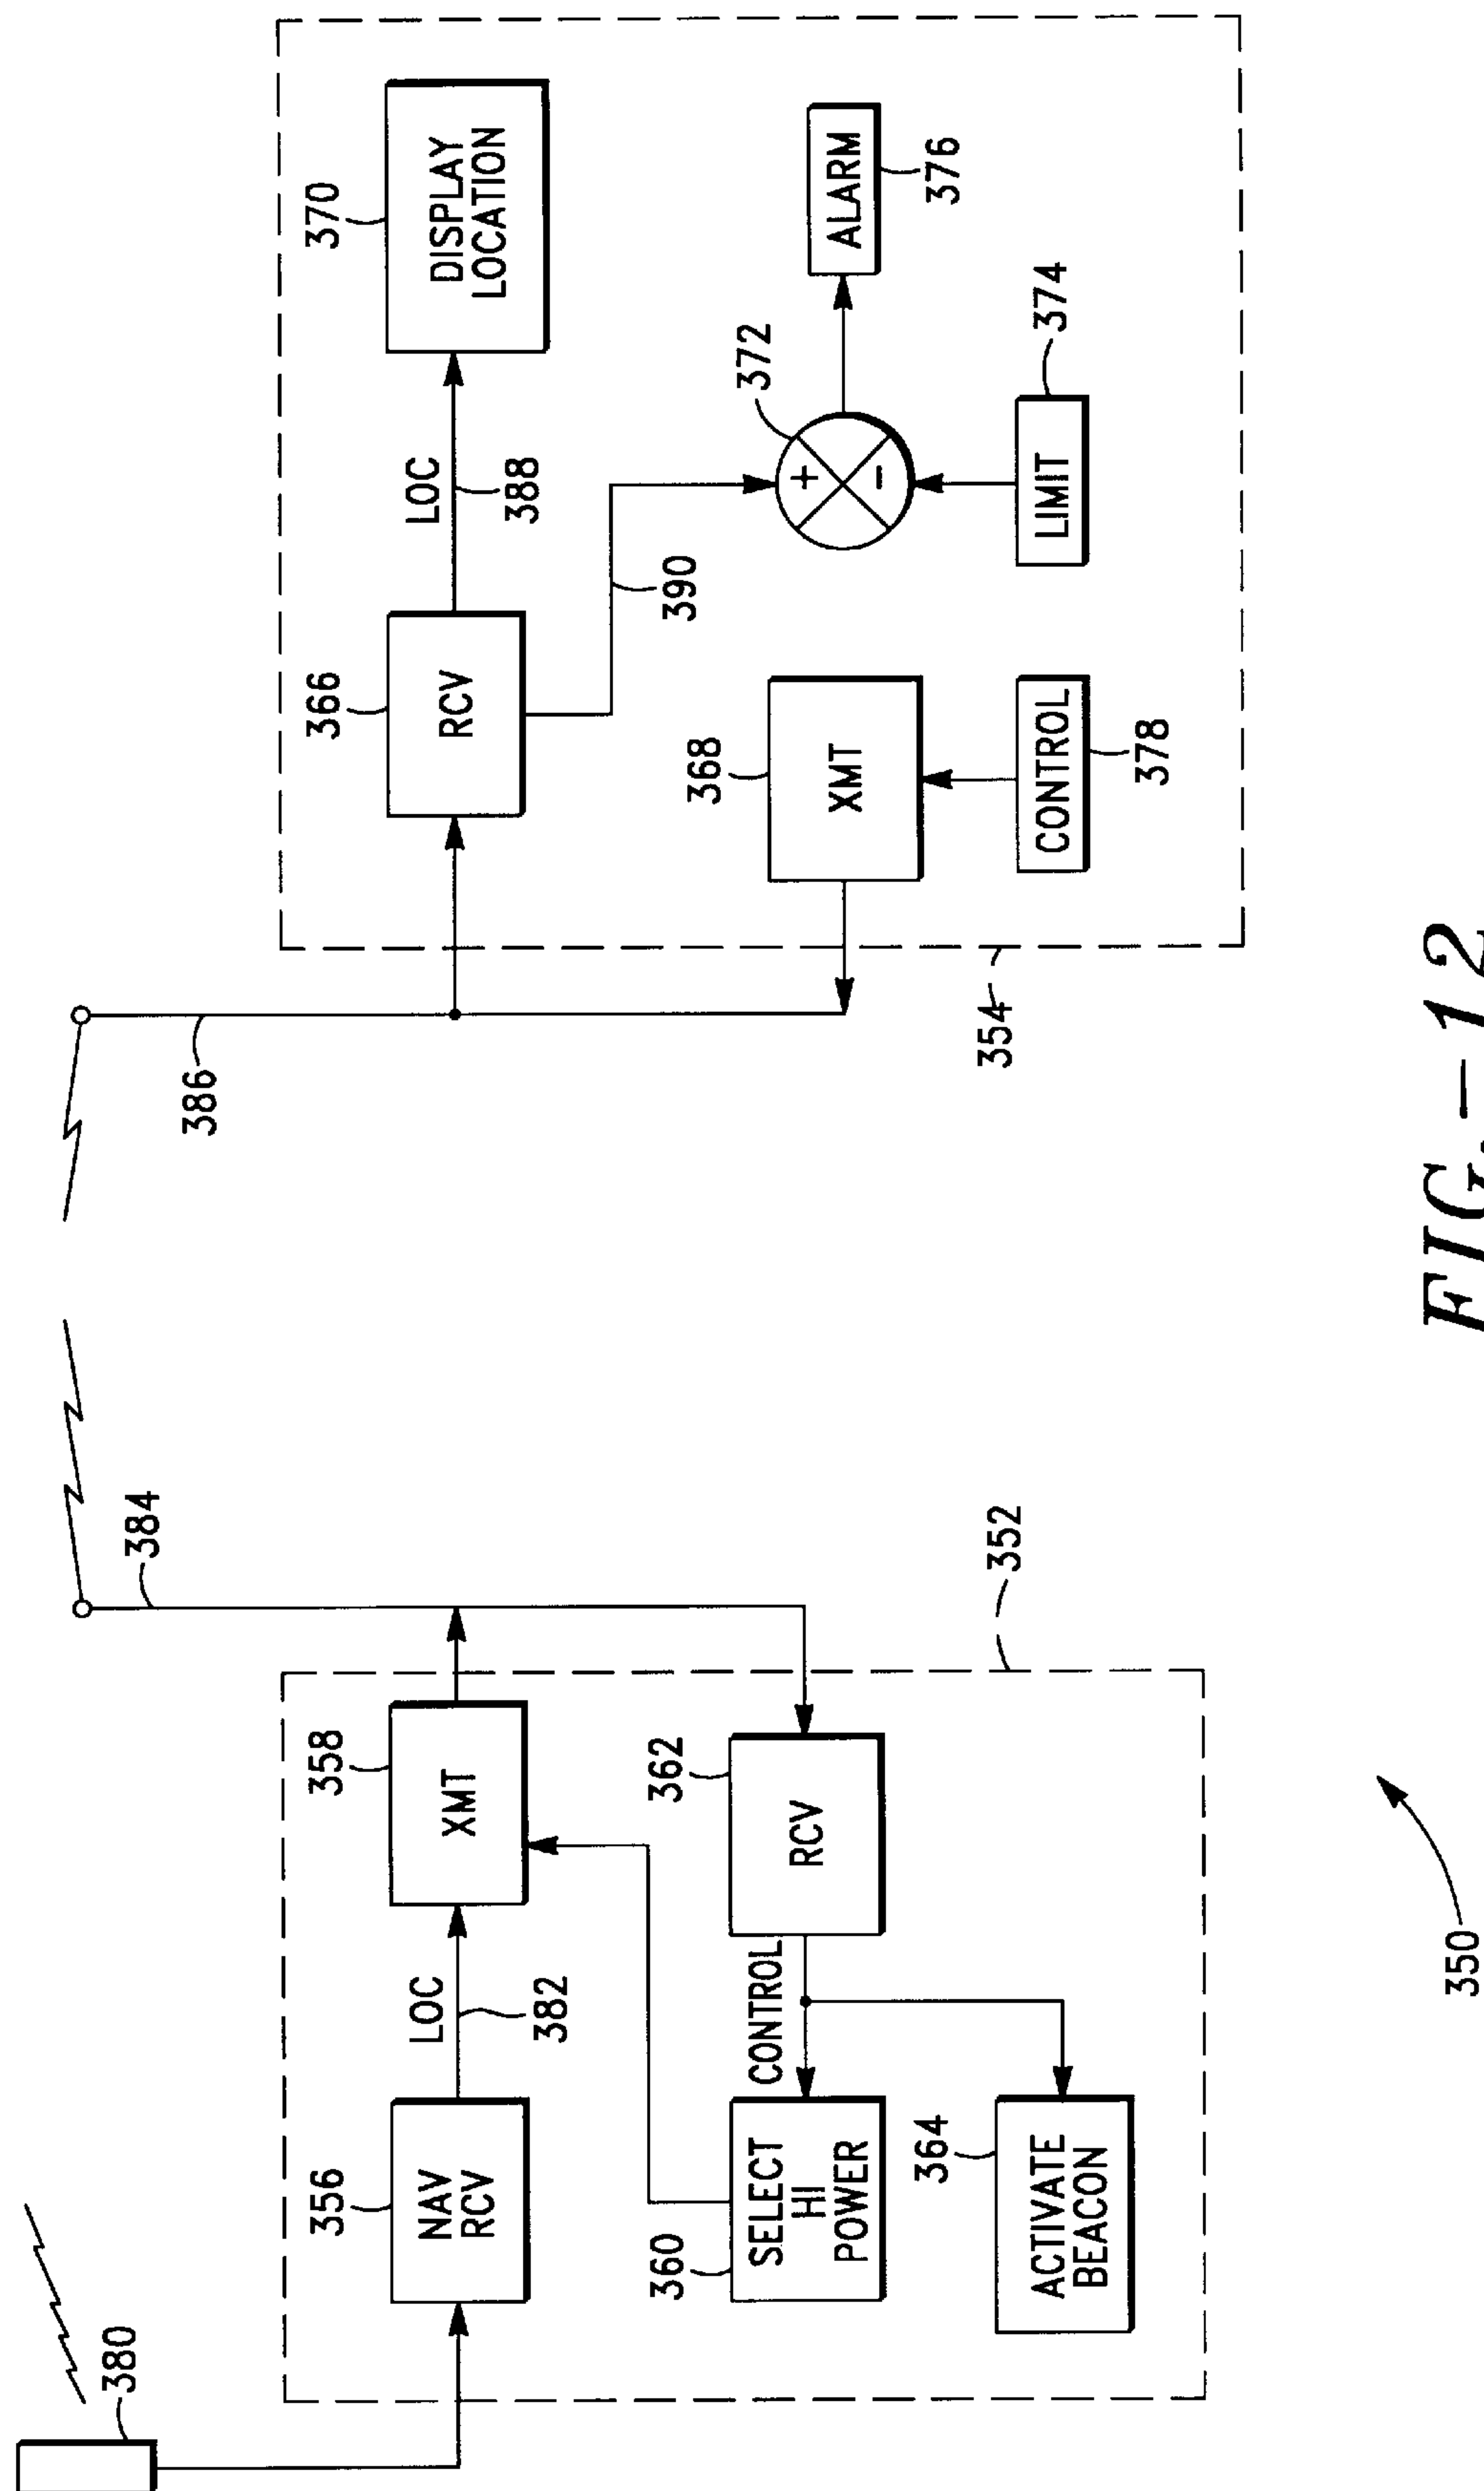 380
356
NAV
RCV
LOC
382
358
XMT
384
360
SELECT
HI
POWER
CONTROL
362
RCV
364
ACTIVATE
BEACON
352
350
386
366
RCV
LOC
388
370
DISPLAY
LOCATION
390
372
+
−
ALARM
376
368
XMT
LIMIT
374
CONTROL
378
354
FIG.-12